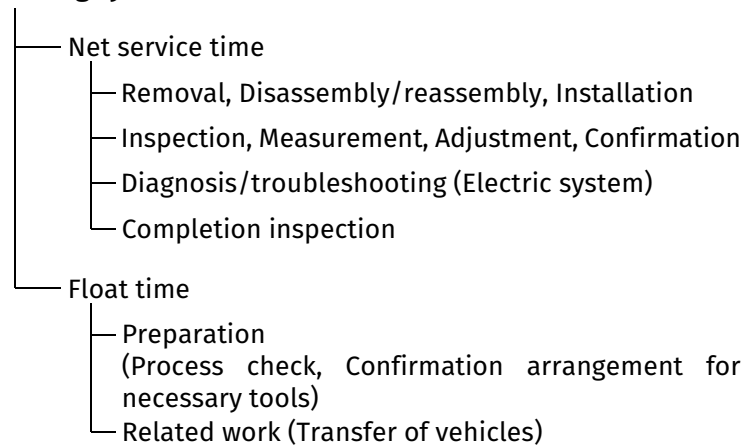 Net service time
Removal, Disassembly/reassembly, Installation
Inspection, Measurement, Adjustment, Confirmation
Diagnosis/troubleshooting (Electric system)
Completion inspection
Float time
Preparation
(Process check, Confirmation arrangement for
necessary tools)
Related work (Transfer of vehicles)